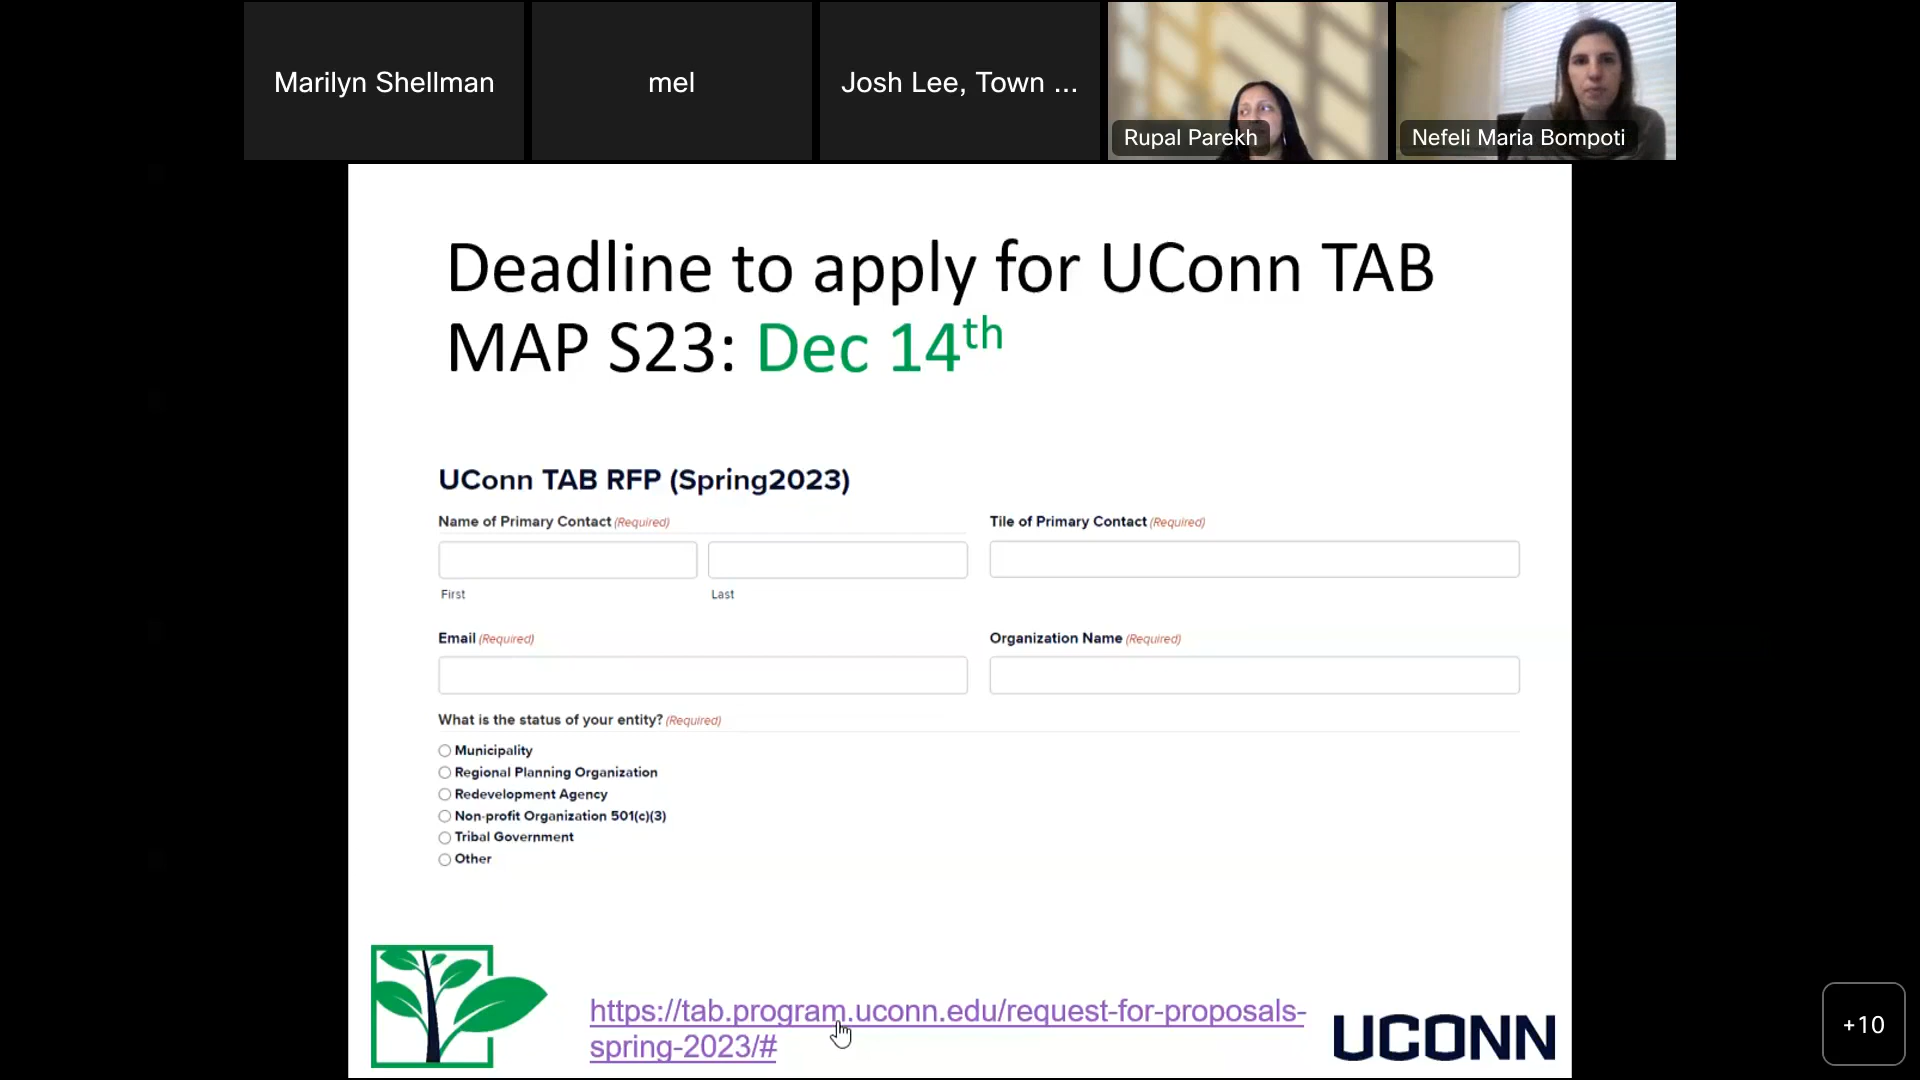 Marilyn Shellman
mel
Josh Lee, Town ...
Rupal Parekh
Nefeli Maria Bompoti
Deadline to apply for UConn TAB
MAP S23: Dec 14th
UConn TAB RFP (Spring2023)
Name of Primary Contact (Required)
Tile of Primary Contact (Required)
First
Last
Email (Required)
Organization Name (Required)
What is the status of your entity? (Required)
Municipality
Regional Planning Organization
Redevelopment Agency
Non-profit Organization 501(c)(3)
Tribal Government
Other
https://tab.program.uconn.edu/request-for-proposals-
spring-2023/#
UCONN
+10